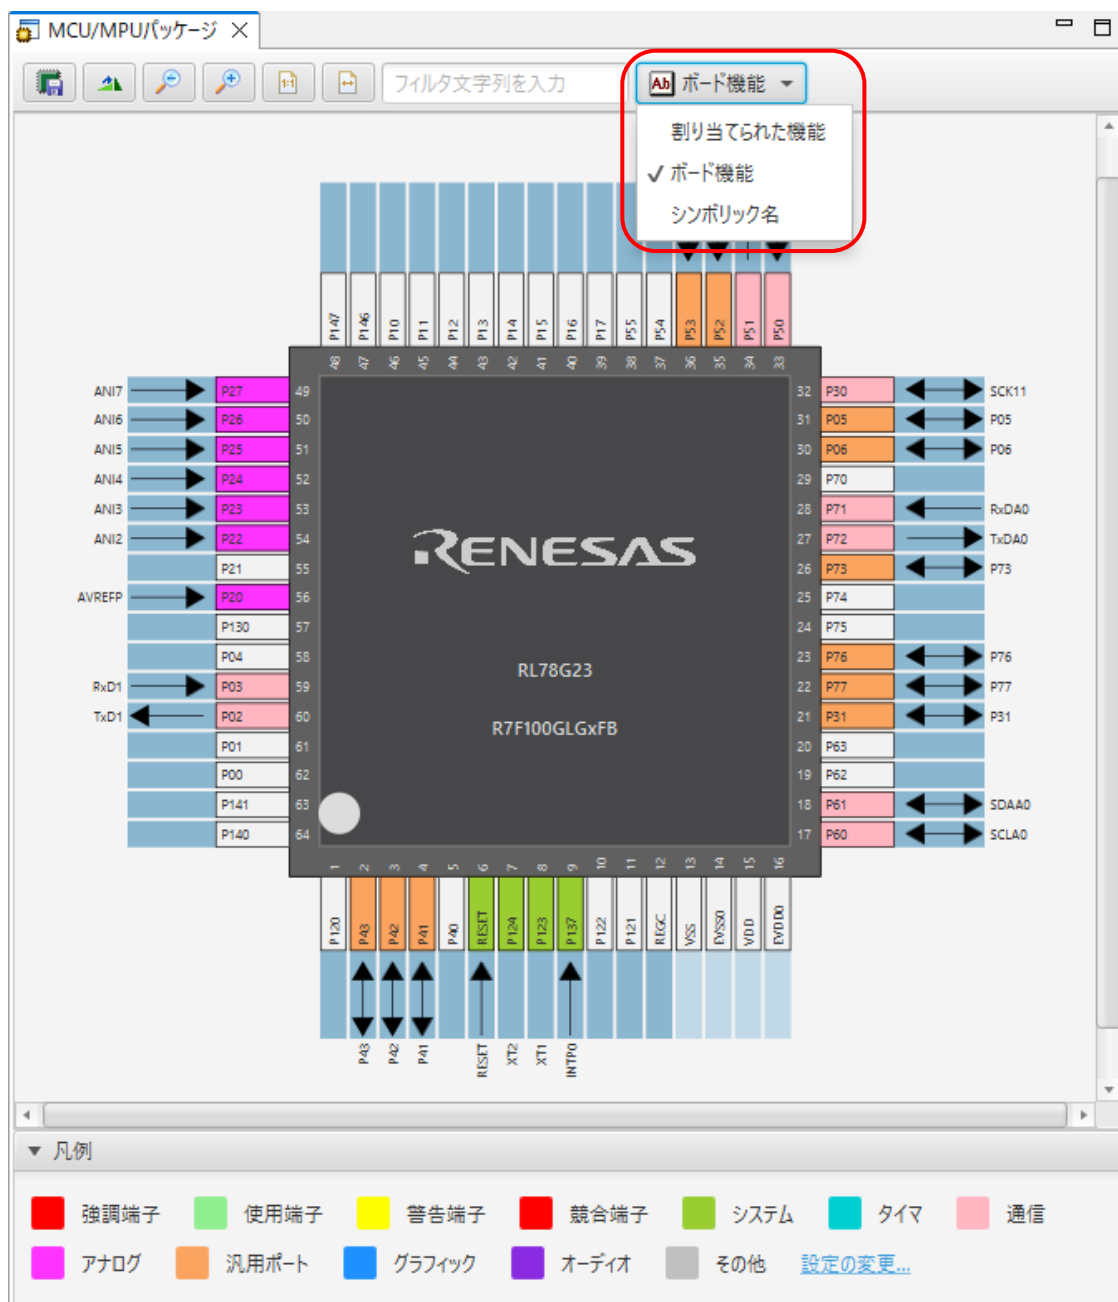 MCU/MPUパッケージ
フィルタ文字列を入力
Ab ボード機能
割り当てられた機能
ボード機能
シンボリック名
P147 P146 P10 P11 P12 P13 P14 P15 P16 P17 P55 P54 P53 P52 P51 P50
48 47 46 45 44 43 42 41 40 39 38 37 36 35 34 33
ANI7 P27 49
ANI6 P26 50
ANI5 P25 51
ANI4 P24 52
ANI3 P23 53
ANI2 P22 54
P21 55
AVREFP P20 56
P130 57
P04 58
RxD1 P03 59
TxD1 P02 60
P01 61
P00 62
P141 63
P140 64
RENESAS
RL78G23
R7F100GLGxFB
32 P30 SCK11
31 P05 P05
30 P06 P06
29 P70
28 P71 RxDA0
27 P72 TxDA0
26 P73 P73
25 P74
24 P75
23 P76 P76
22 P77 P77
21 P31 P31
20 P63
19 P62
18 P61 SDAA0
17 P60 SCLA0
1 2 3 4 5 6 7 8 9 10 11 12 13 14 15 16
P120 P43 P42 P41 P40 RESET P124 P123 P137 P122 P121 REGC VSS EVSS0 VDD EVDD0
P43 P42 P41 RESET XT2 XT1 INTP0
凡例
強調端子 使用端子 警告端子 競合端子 システム タイマ 通信
アナログ 汎用ポート グラフィック オーディオ その他 設定の変更...